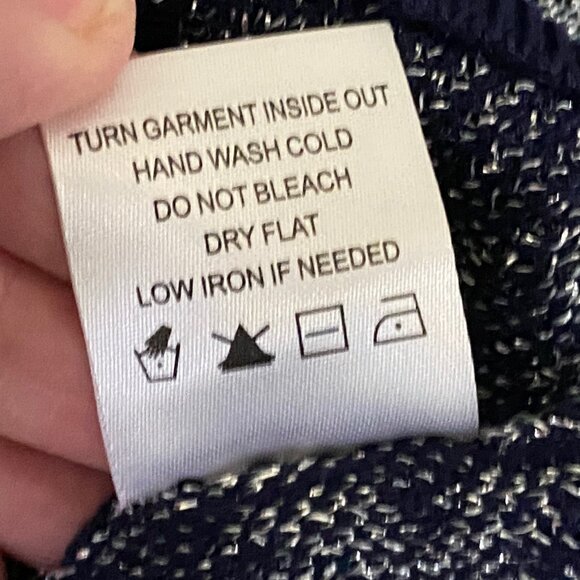 TURN GARMENT INSIDE OUT
HAND WASH COLD
DO NOT BLEACH
DRY FLAT
LOW IRON IF NEEDED